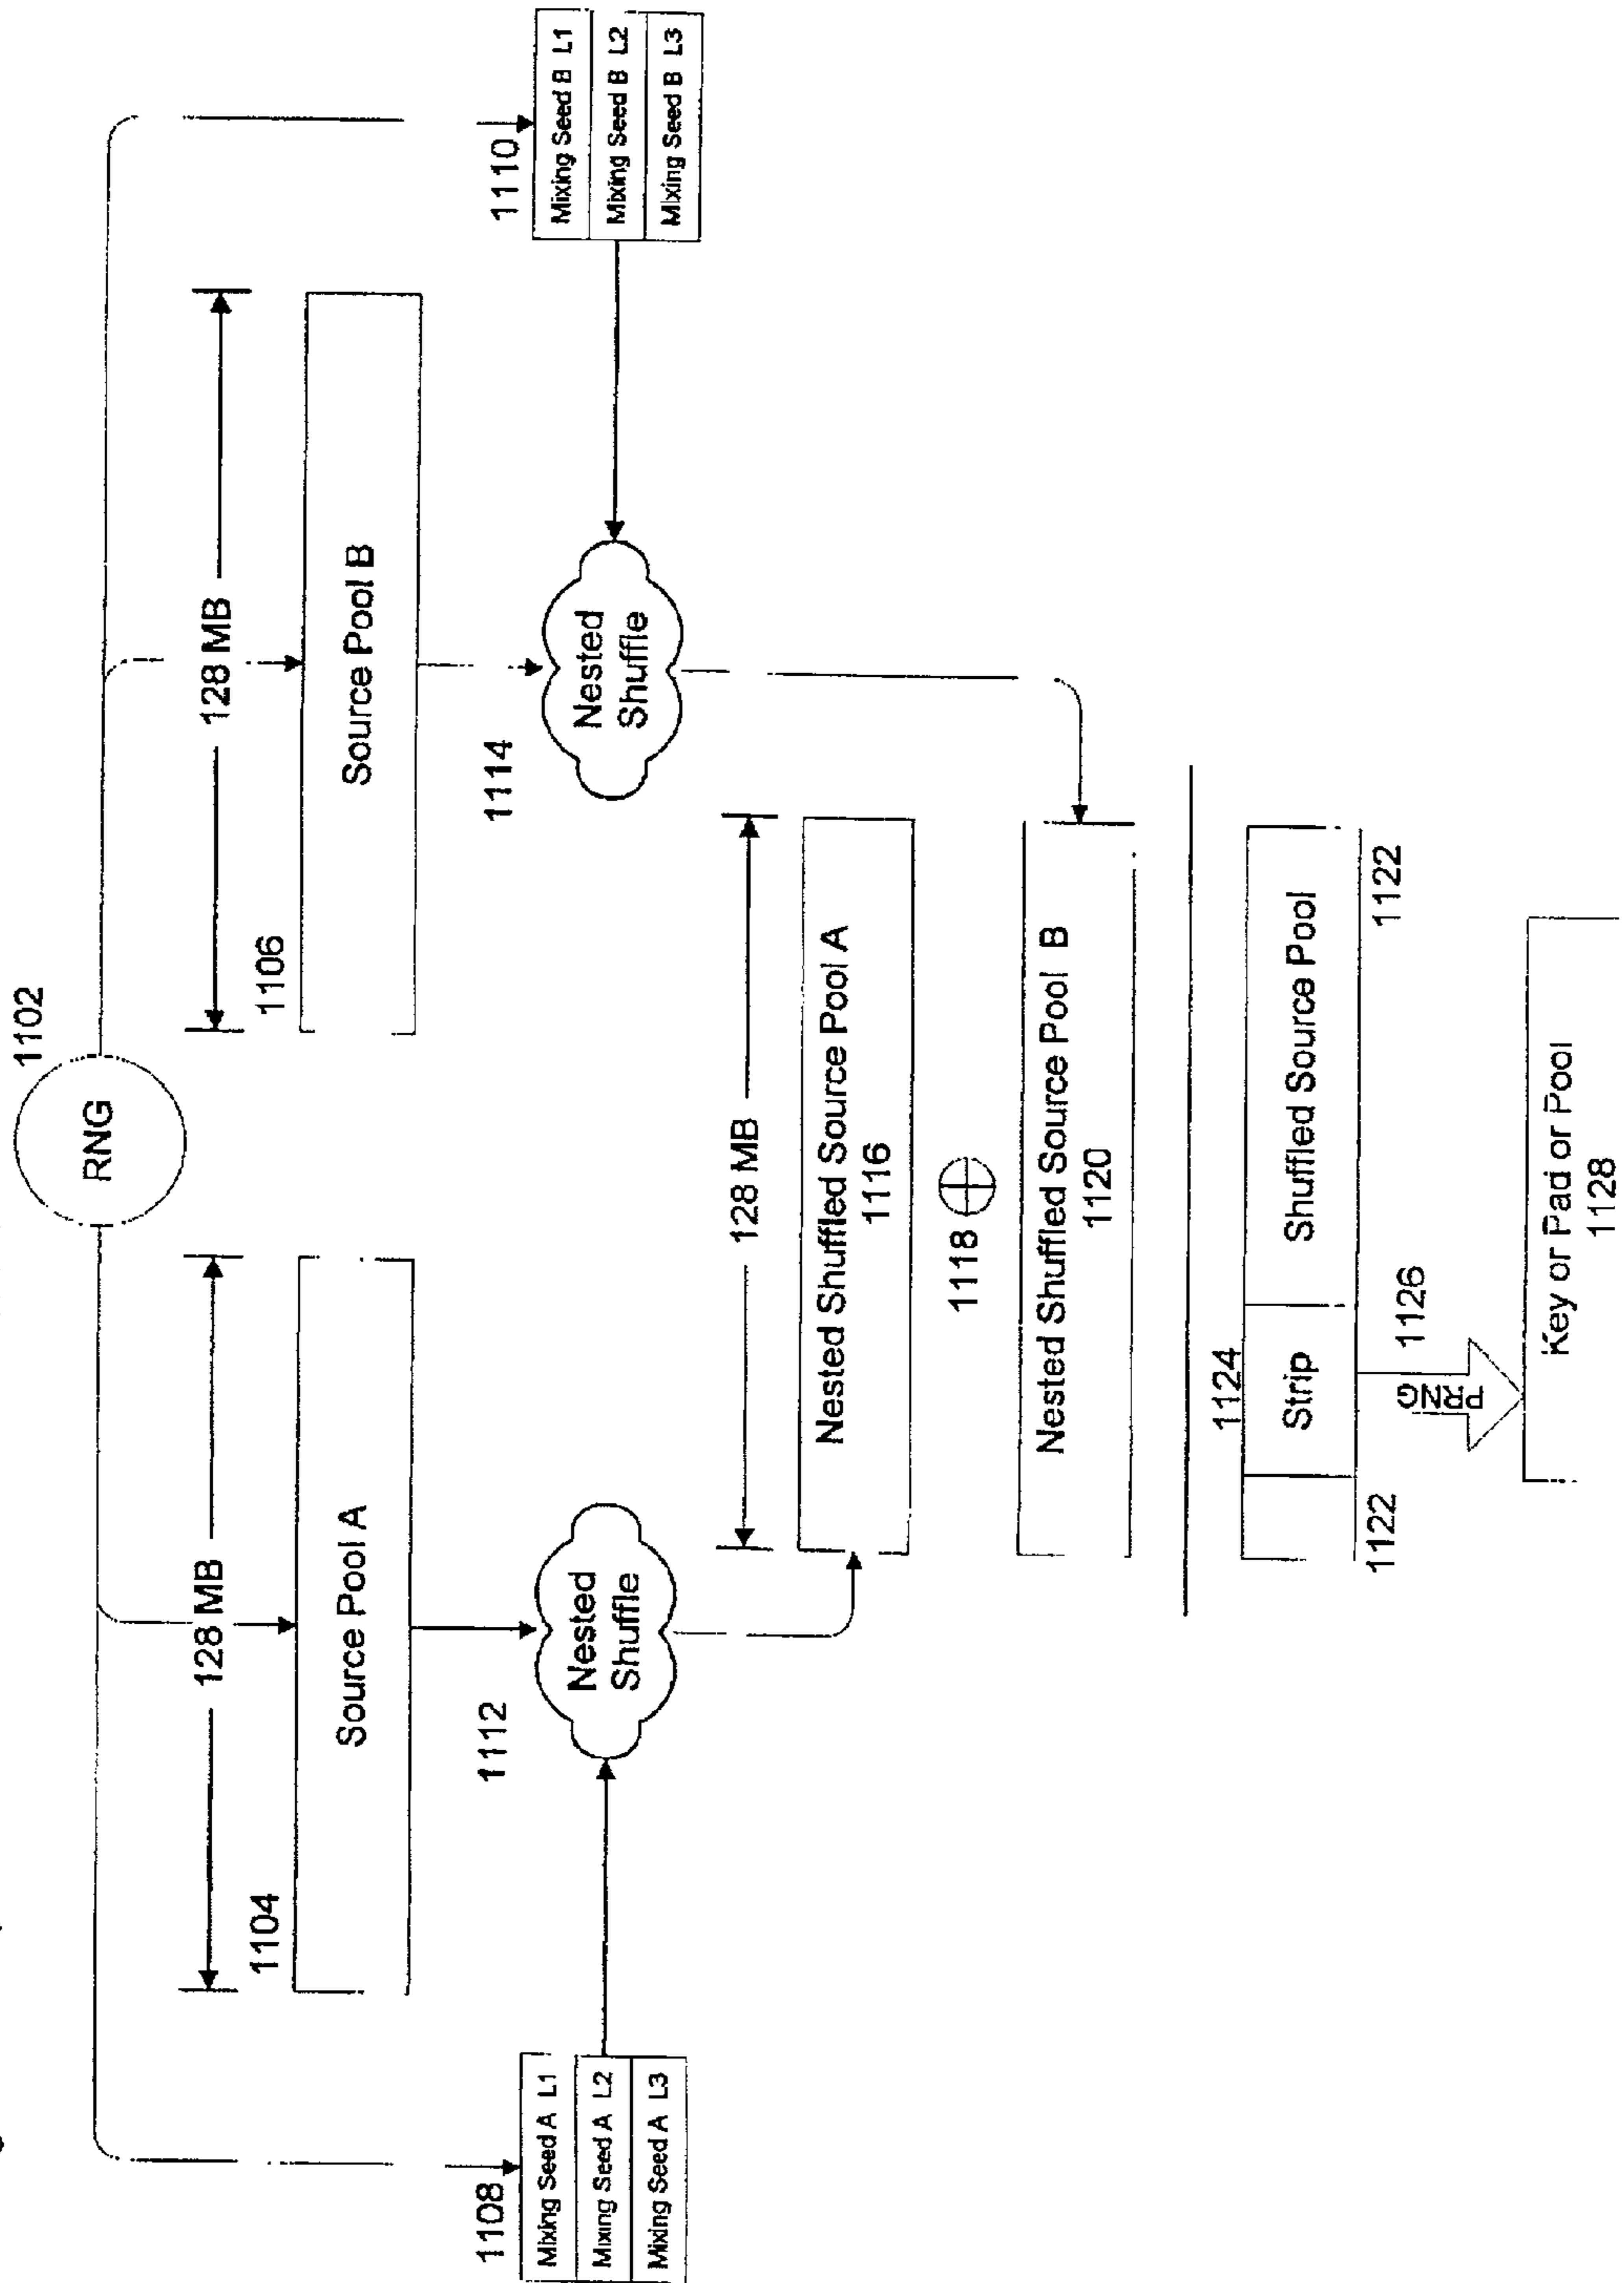 1102
RNG
128 MB
128 MB
1104
Source Pool A
1106
Source Pool B
1108
Mixing Seed A L1
Mixing Seed A L2
Mixing Seed A L3
1112
Nested
Shuffle
1114
Nested
Shuffle
1110
Mixing Seed B L1
Mixing Seed B L2
Mixing Seed B L3
128 MB
Nested Shuffled Source Pool A
1116
1118
Nested Shuffled Source Pool B
1120
1124
Strip
Shuffled Source Pool
1122
1126
1122
PRNG
Key or Pad or Pool
1128